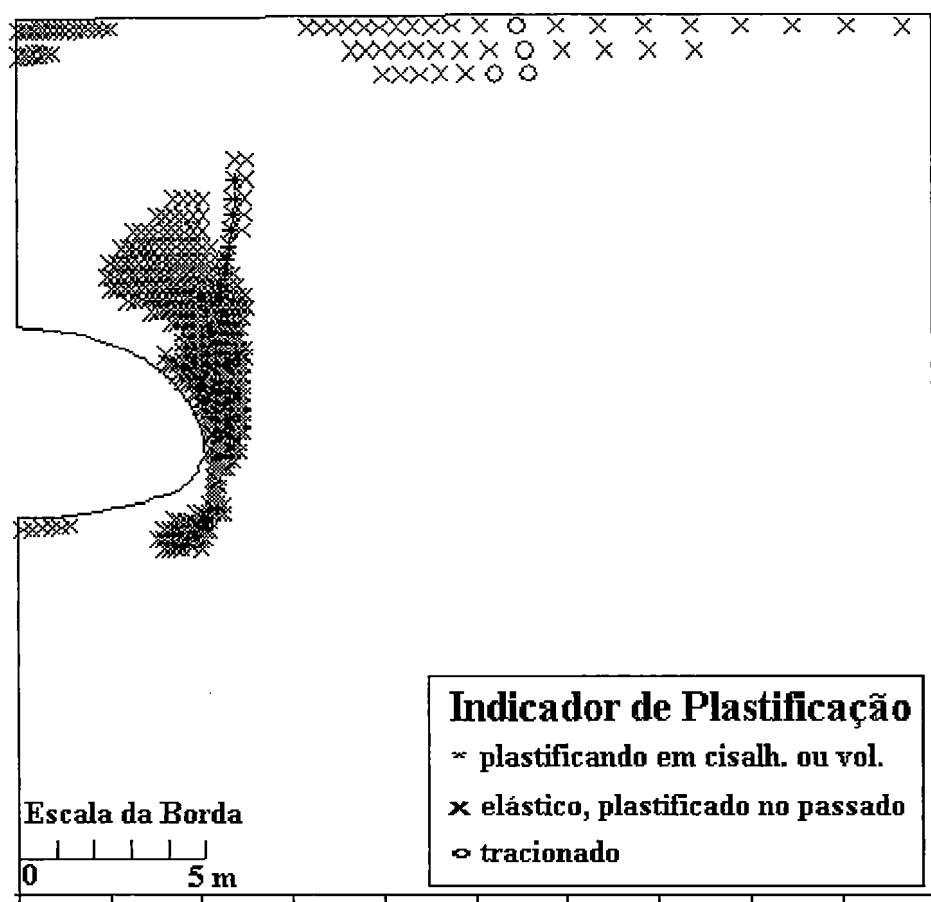 Indicador de Plastificação
* plastificando em cisalh. ou vol.
x elástico, plastificado no passado
o tracionado
Escala da Borda
0 5 m